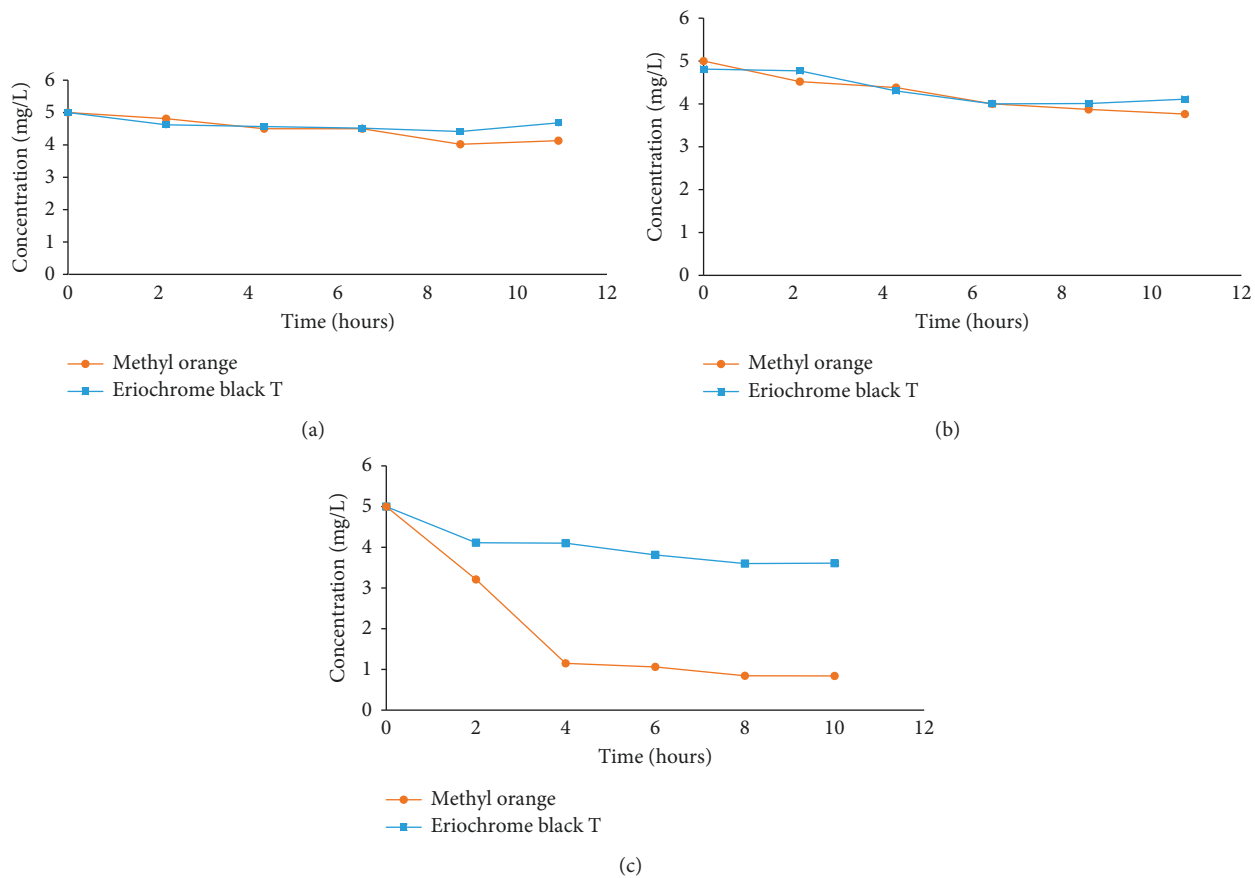 6
5
4
3
2
1
0
Concentration (mg/L)
0 2 4 6 8 10 12
Time (hours)
Methyl orange
Eriochrome black T
(a)
6
5
4
3
2
1
0
Concentration (mg/L)
0 2 4 6 8 10 12
Time (hours)
Methyl orange
Eriochrome black T
(b)
6
5
4
3
2
1
0
Concentration (mg/L)
0 2 4 6 8 10 12
Time (hours)
Methyl orange
Eriochrome black T
(c)